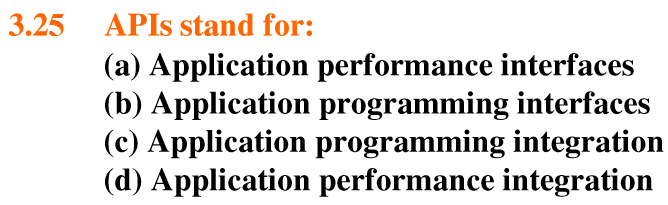 3.25 APIs stand for:
(a) Application performance interfaces
(b) Application programming interfaces
(c) Application programming integration
(d) Application performance integration